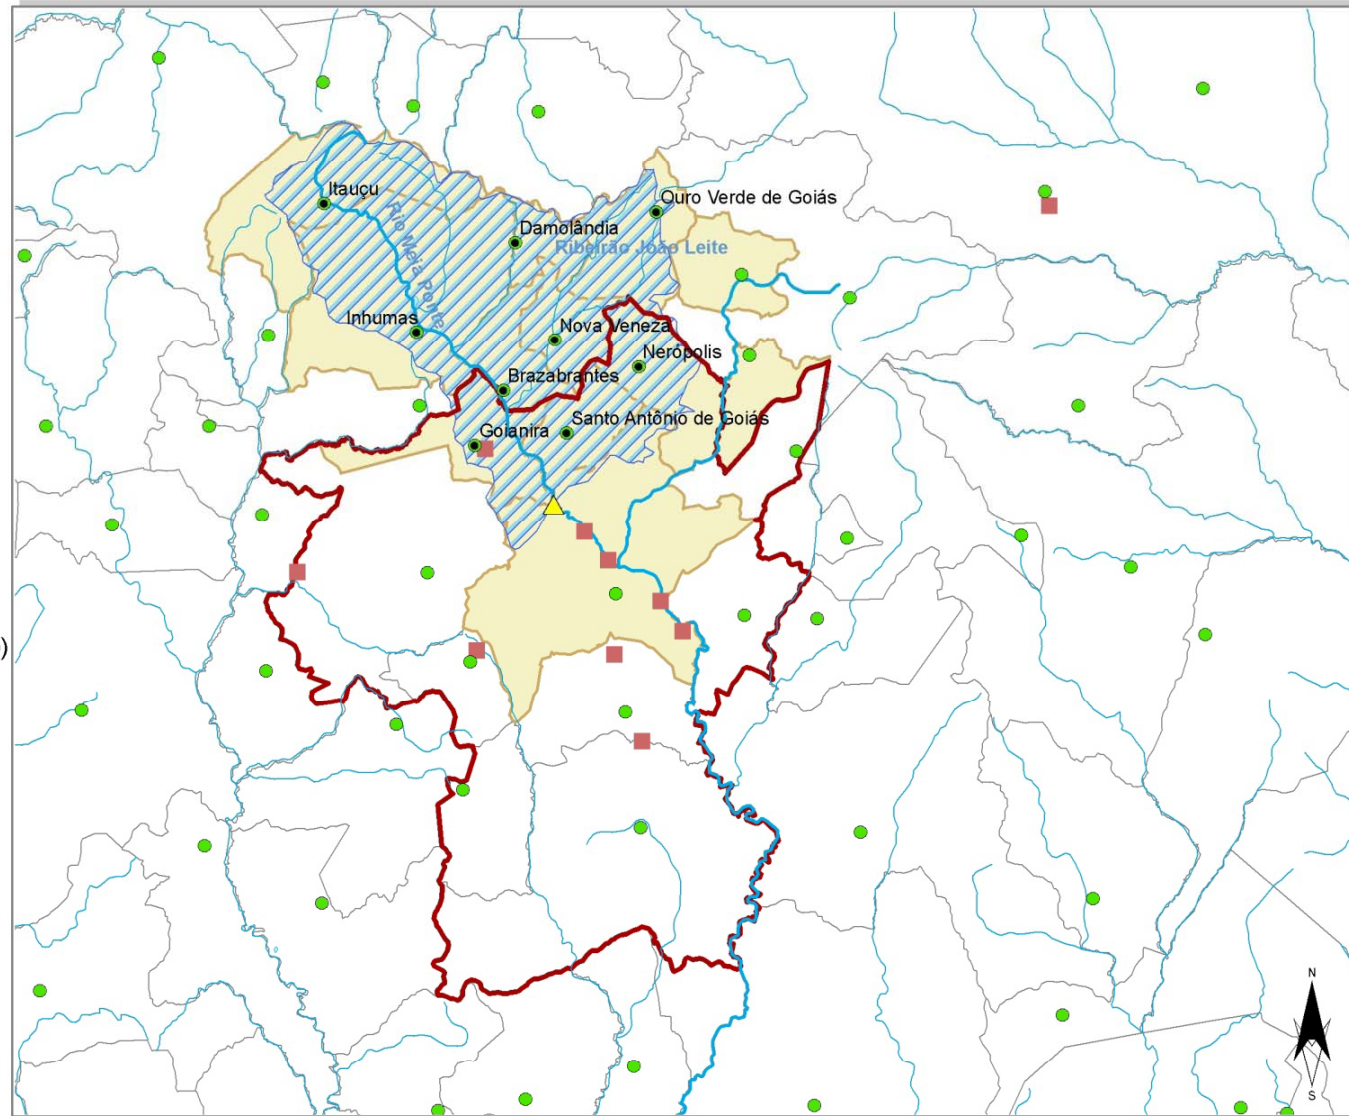 Itauçu
Ouro Verde de Goiás
Damolândia
Ribeirão João Leite
Rio Meia Ponte
Inhumas
Nova Veneza
Nerópolis
Brazabrantes
Santo Antônio de Goiás
Goianira
)
N
S